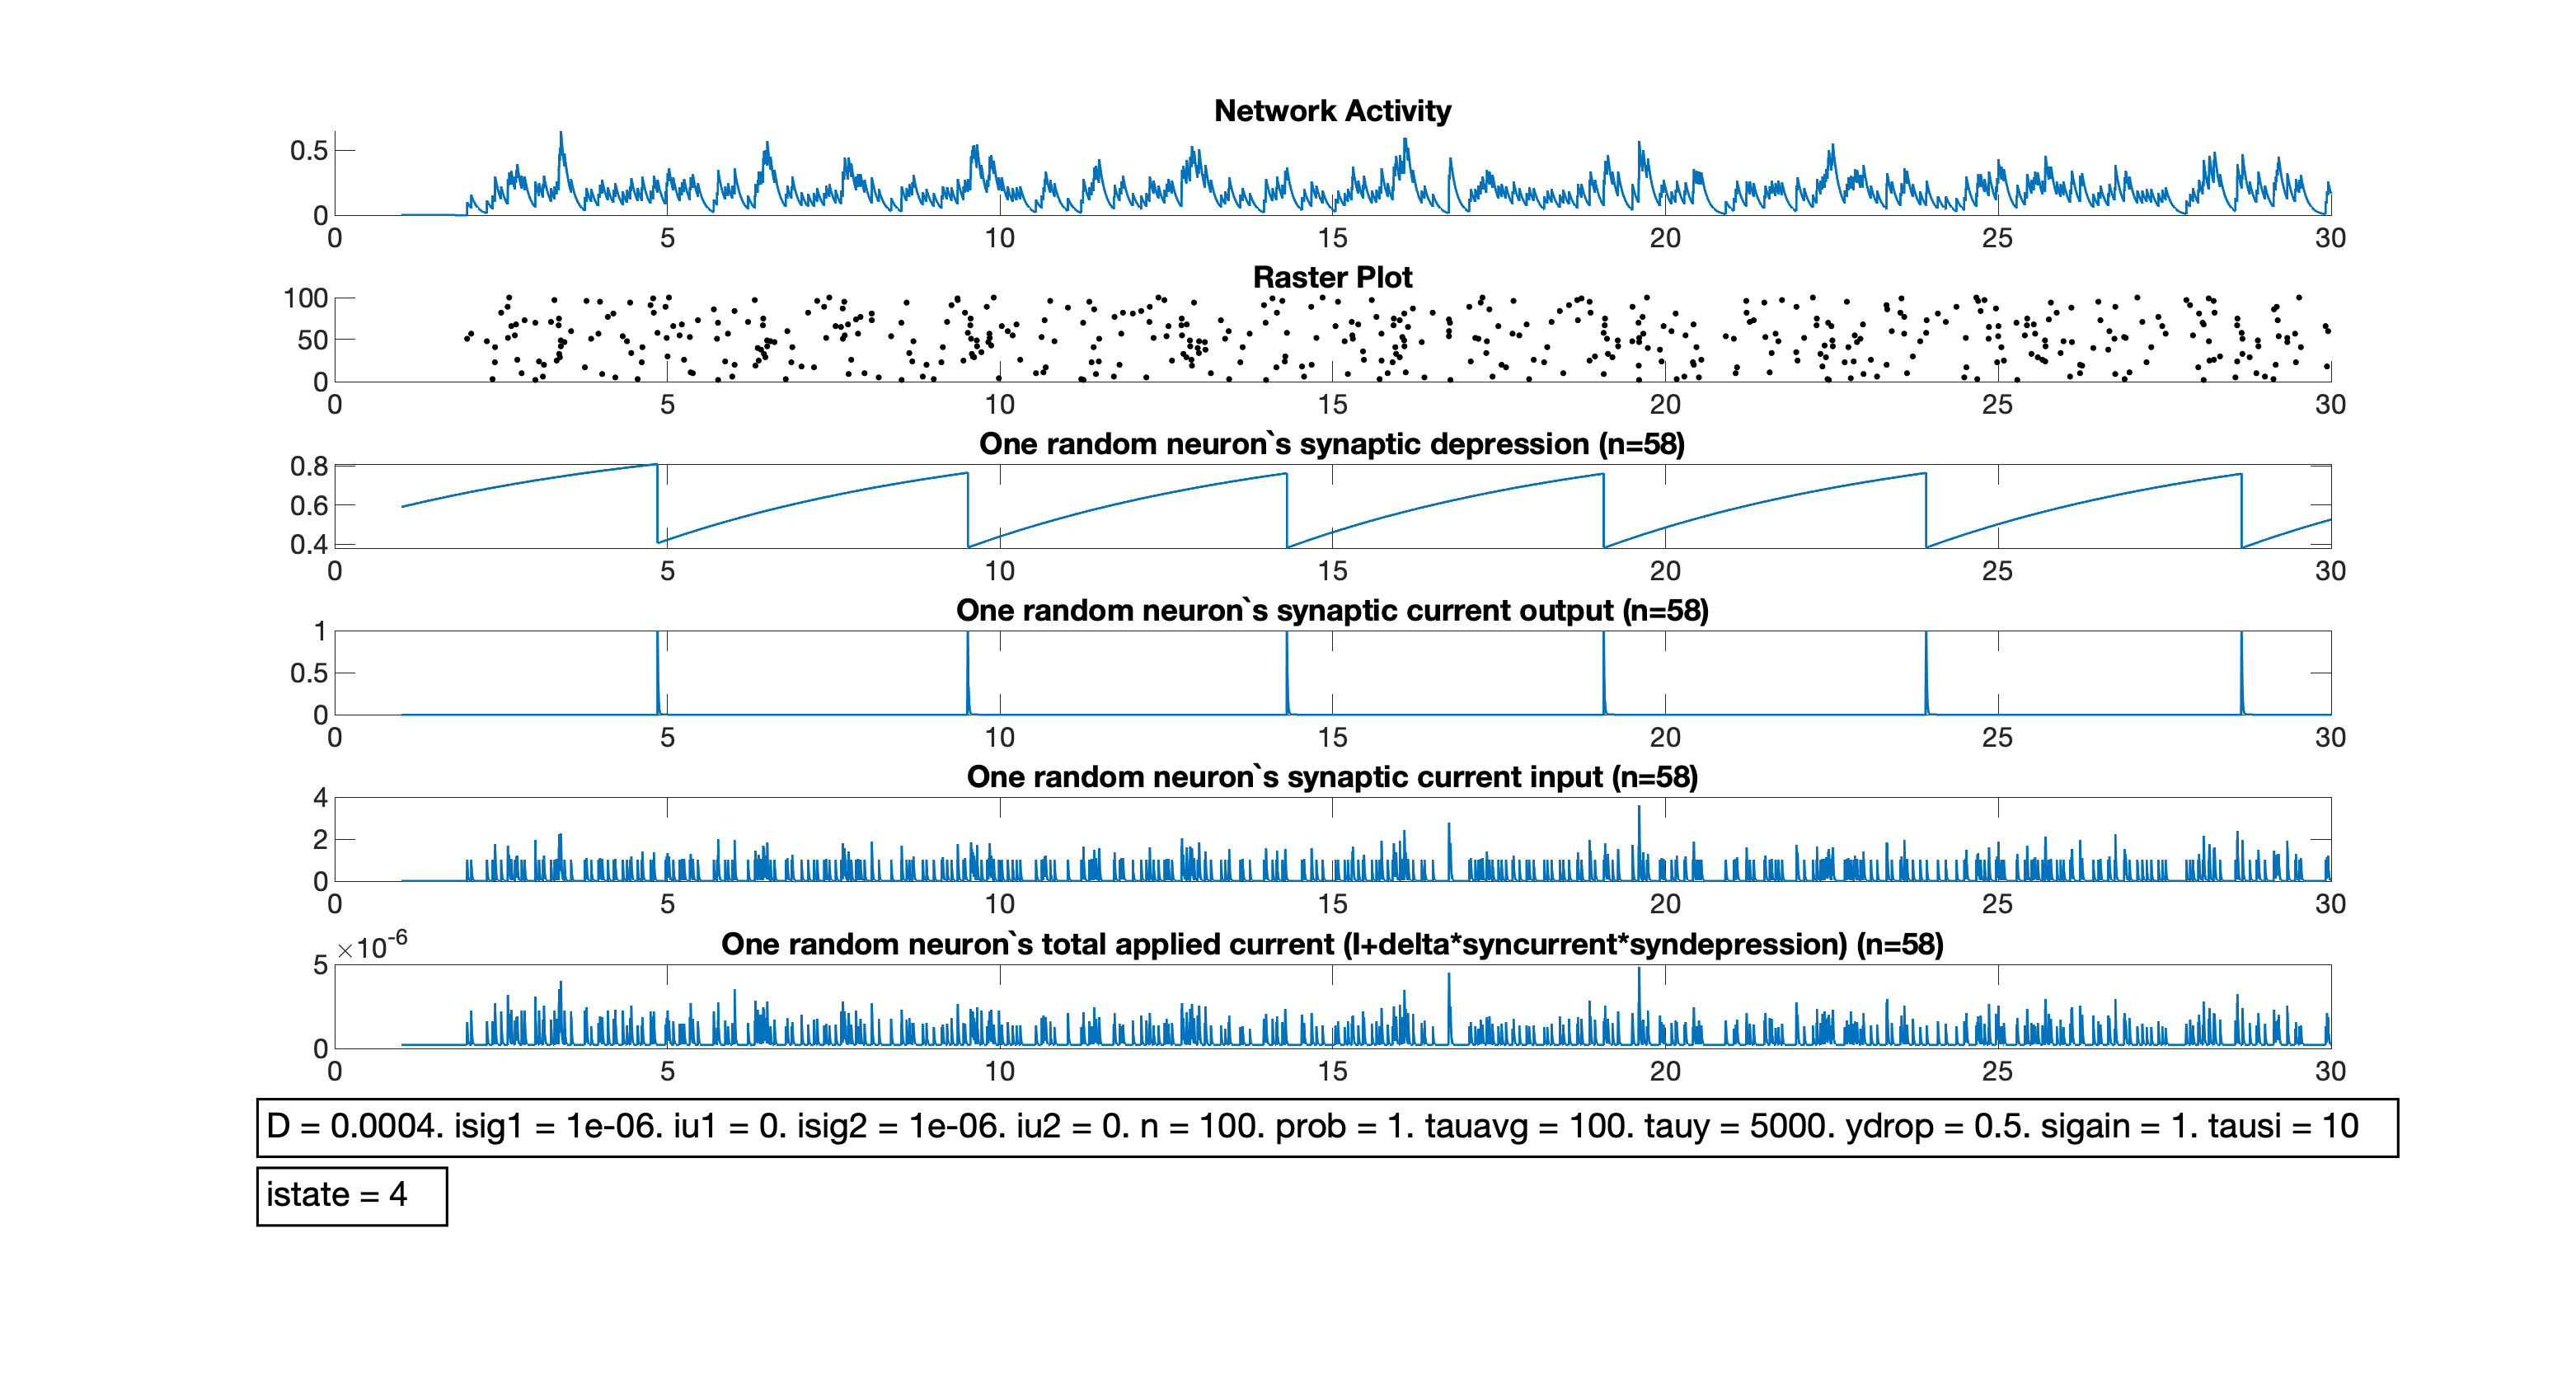 Network Activity
0.5
0
0 5 10 15 20 25 30
Raster Plot
100
50
0
0 5 10 15 20 25 30
One random neuron`s synaptic depression (n=58)
0.8
0.6
0.4
0 5 10 15 20 25 30
One random neuron`s synaptic current output (n=58)
1
0.5
0
0 5 10 15 20 25 30
One random neuron`s synaptic current input (n=58)
4
2
0
0 5 10 15 20 25 30
×10-6
One random neuron`s total applied current (I+delta*syncurrent*syndepression) (n=58)
5
0
0 5 10 15 20 25 30
D = 0.0004. isig1 = 1e-06. iu1 = 0. isig2 = 1e-06. iu2 = 0. n = 100. prob = 1. tauavg = 100. tauy = 5000. ydrop = 0.5. sigain = 1. tausi = 10
istate = 4